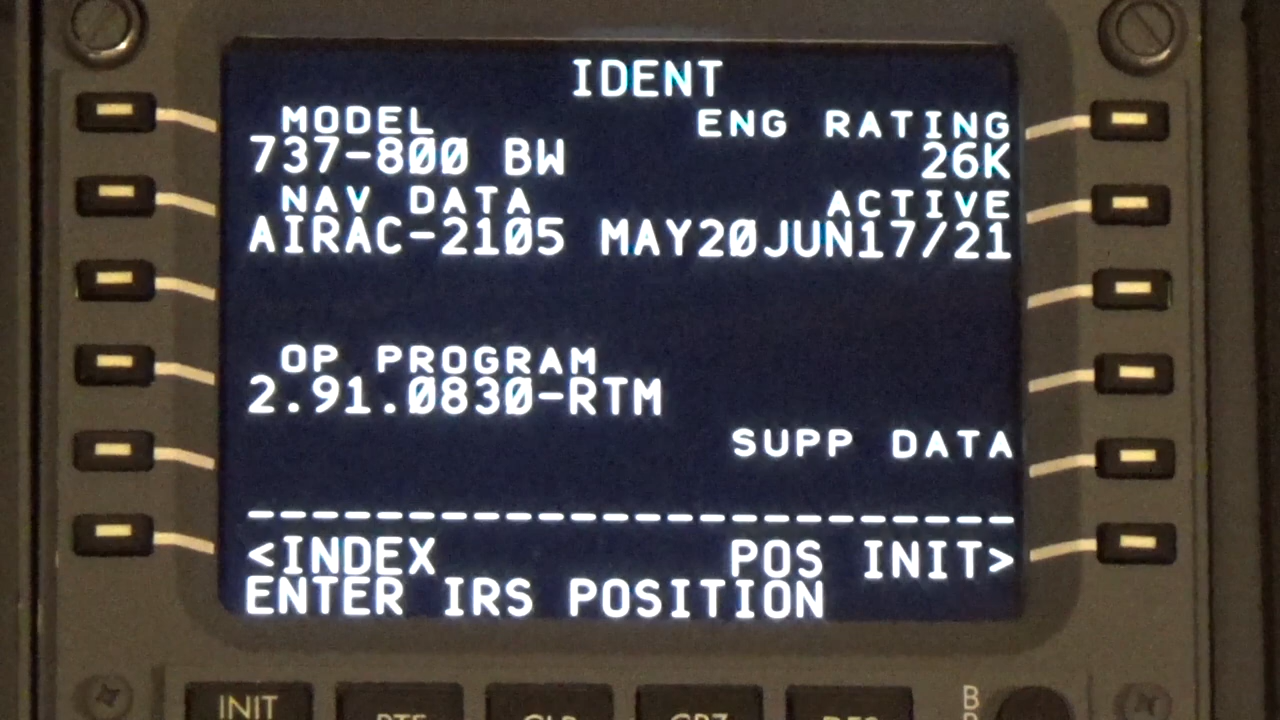 IDENT
MODEL ENG RATING
737-800 BW 26K
NAV DATA ACTIVE
AIRAC-2105 MAY20JUN17/21
OP PROGRAM
2.91.0830-RTM
SUPP DATA
------------------------
<INDEX POS INIT>
ENTER IRS POSITION
INIT